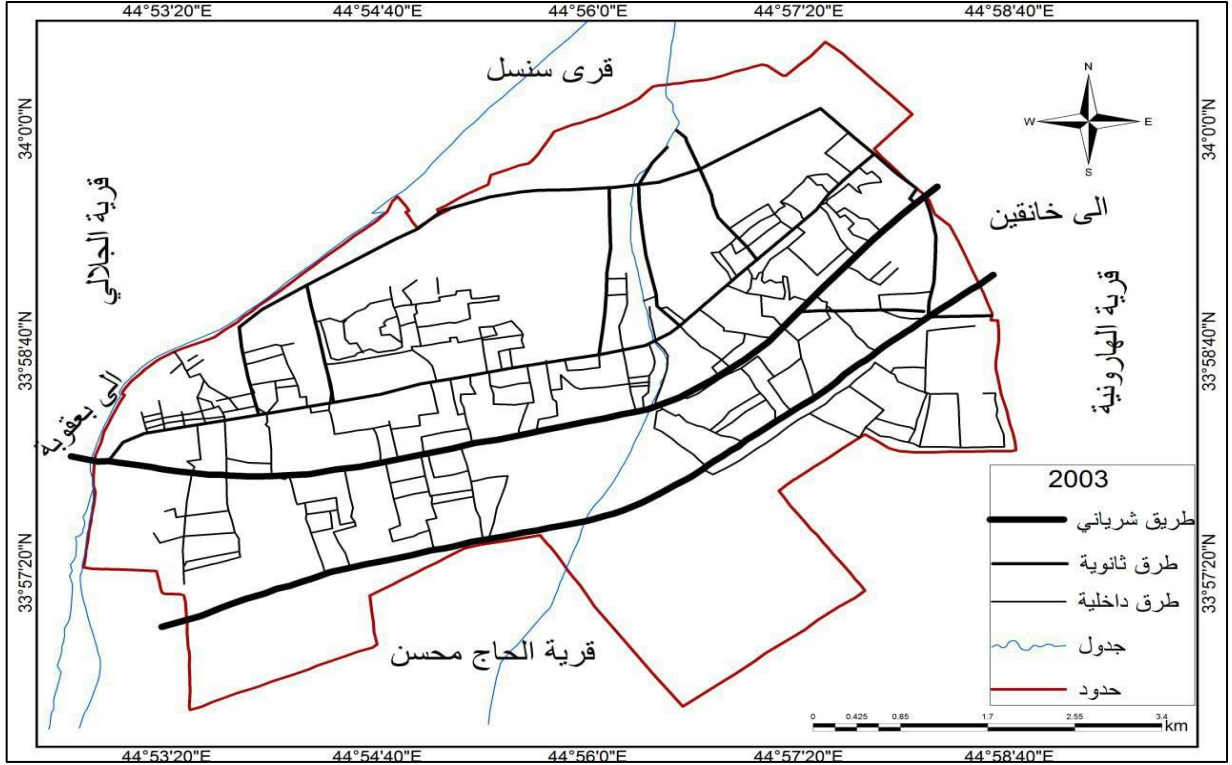 44°53'20"E 44°54'40"E 44°56'0"E 44°57'20"E 44°58'40"E
قرى سنسل
N
W E
S
34°0'0"N
34°0'0"N
قرية الجلالي
الى خانقين
قرية الهارونية
33°58'40"N
33°58'40"N
الى بعقوبة
2003
طريق شرياني
طرق ثانوية
طرق داخلية
جدول
حدود
33°57'20"N
33°57'20"N
قرية الحاج محسن
0 0.425 0.85 1.7 2.55 3.4
km
44°53'20"E 44°54'40"E 44°56'0"E 44°57'20"E 44°58'40"E